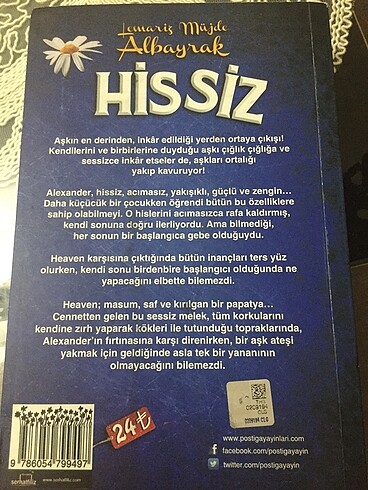 Lemariz Müjde
Albayrak
HİSSİZ
Aşkın en derinden, inkâr edildiği yerden ortaya çıkışı!
Kendilerini ve birbirlerine duyduğu aşkı çığlık çığlığa ve
sessizce inkâr etseler de, aşkları ortalığı
yakıp kavuruyor!
Alexander, hissiz, acımasız, yakışıklı, güçlü ve zengin...
Daha küçücük bir çocukken öğrendi bütün bu özelliklere
sahip olabilmeyi. O hislerini acımasızca rafa kaldırmış,
kendi sonuna doğru ilerliyordu. Ama bilmediği,
her sonun bir başlangıca gebe olduğuydu.
Heaven karşısına çıktığında bütün inançları ters yüz
olurken, kendi sonu birdenbire başlangıcı olduğunda ne
yapacağını elbette bilemezdi.
Heaven; masum, saf ve kırılgan bir papatya...
Cennetten gelen bu sessiz melek, tüm korkularını
kendine zırh yaparak kökleri ile tutunduğu topraklarında,
Alexander'ın fırtınasına karşı direnirken, bir aşk ateşi
yakmak için geldiğinde asla tek bir yananının
olmayacağını bilemezdi.
24 ₺
www.postigayayinlari.com
facebook.com/postigayayin
twitter.com/postigayayin
9 786054 799497
serhatfiliz
www.serhatfiliz.com